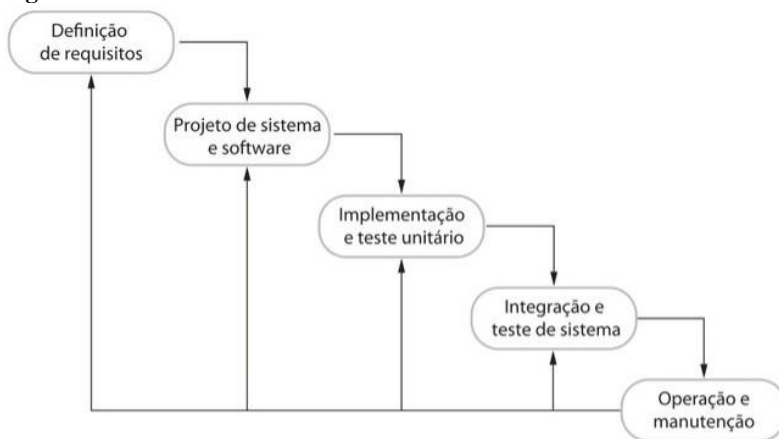 Definição
de requisitos
Projeto de sistema
e software
Implementação
e teste unitário
Integração e
teste de sistema
Operação e
manutenção